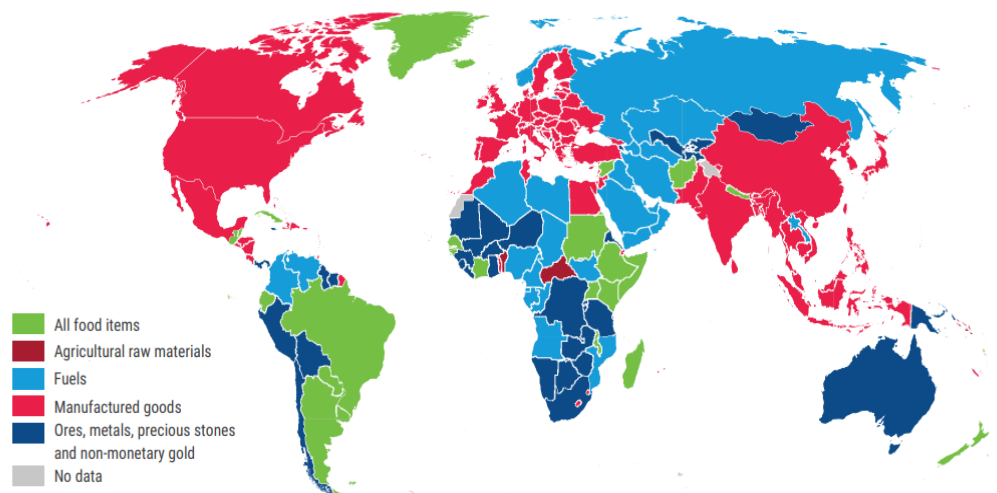 All food items
Agricultural raw materials
Fuels
Manufactured goods
Ores, metals, precious stones
and non-monetary gold
No data